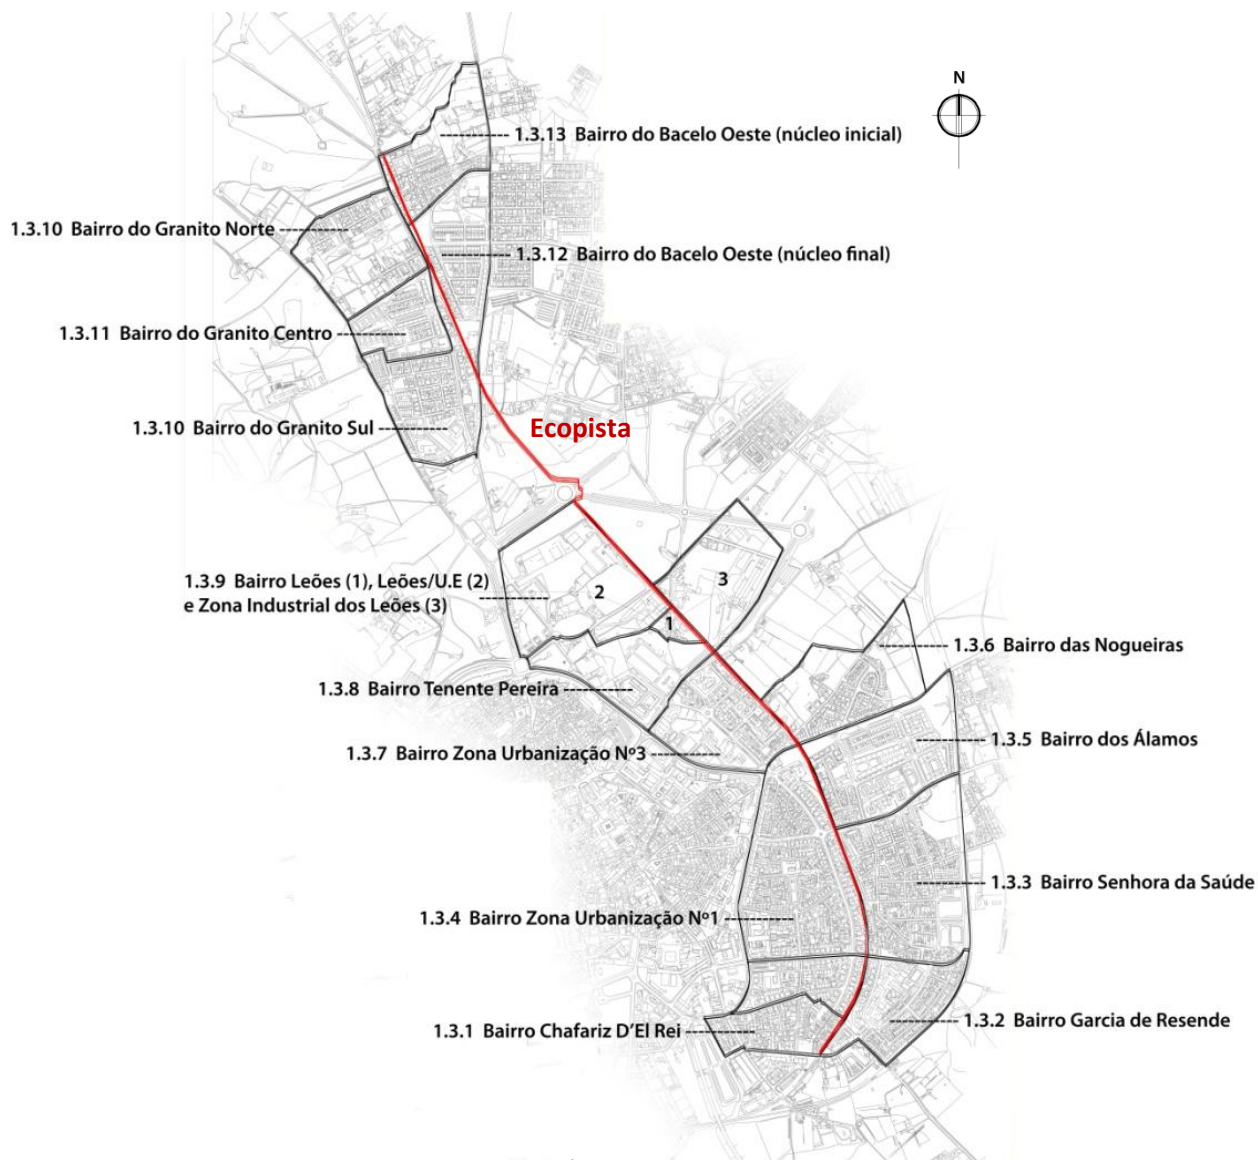 N
1.3.13 Bairro do Bacelo Oeste (núcleo inicial)
1.3.10 Bairro do Granito Norte
1.3.12 Bairro do Bacelo Oeste (núcleo final)
1.3.11 Bairro do Granito Centro
1.3.10 Bairro do Granito Sul
Ecopista
1.3.9 Bairro Leões (1), Leões/U.E (2)
e Zona Industrial dos Leões (3)
3
2
1
1.3.6 Bairro das Nogueiras
1.3.8 Bairro Tenente Pereira
1.3.7 Bairro Zona Urbanização Nº3
1.3.5 Bairro dos Álamos
1.3.3 Bairro Senhora da Saúde
1.3.4 Bairro Zona Urbanização Nº1
1.3.2 Bairro Garcia de Resende
1.3.1 Bairro Chafariz D'El Rei